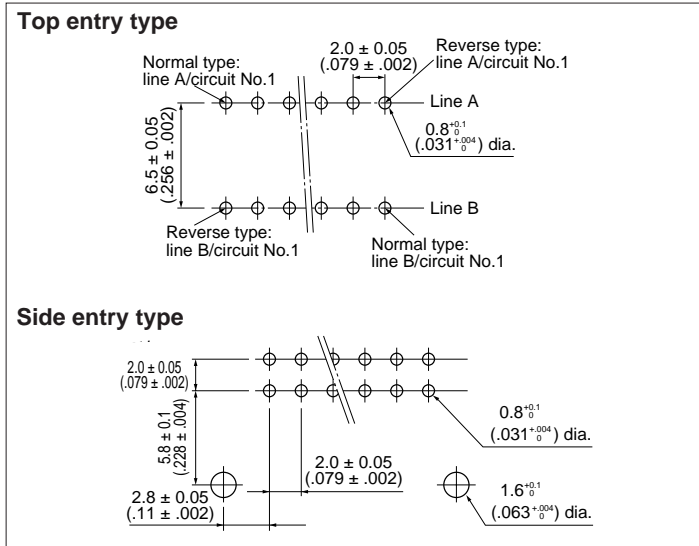 Top entry type
Normal type:
line A/circuit No.1
2.0 ± 0.05
(.079 ± .002)
Reverse type:
line A/circuit No.1
Line A
0.8 +0.1 0
(.031 +.004 0) dia.
6.5 ± 0.05
(.256 ± .002)
Line B
Reverse type:
line B/circuit No.1
Normal type:
line B/circuit No.1
Side entry type
2.0 ± 0.05
(.079 ± .002)
5.8 ± 0.1
(.228 ± .004)
0.8 +0.1 0
(.031 +.004 0) dia.
2.0 ± 0.05
(.079 ± .002)
2.8 ± 0.05
(.11 ± .002)
1.6 +0.1 0
(.063 +.004 0) dia.